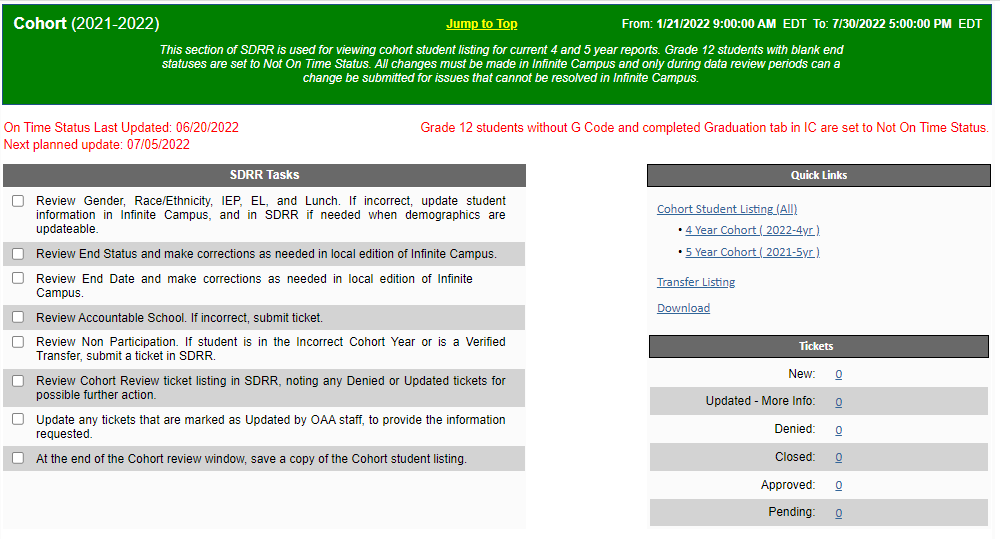 Cohort (2021-2022) Jump to Top From: 1/21/2022 9:00:00 AM EDT To: 7/30/2022 5:00:00 PM EDT
This section of SDRR is used for viewing cohort student listing for current 4 and 5 year reports. Grade 12 students with blank end
statuses are set to Not On Time Status. All changes must be made in Infinite Campus and only during data review periods can a
change be submitted for issues that cannot be resolved in Infinite Campus.
On Time Status Last Updated: 06/20/2022
Next planned update: 07/05/2022
Grade 12 students without G Code and completed Graduation tab in IC are set to Not On Time Status.
SDRR Tasks
Review Gender, Race/Ethnicity, IEP, EL, and Lunch. If incorrect, update student
information in Infinite Campus, and in SDRR if needed when demographics are
updateable.
Review End Status and make corrections as needed in local edition of Infinite Campus.
Review End Date and make corrections as needed in local edition of Infinite
Campus.
Review Accountable School. If incorrect, submit ticket.
Review Non Participation. If student is in the Incorrect Cohort Year or is a Verified
Transfer, submit a ticket in SDRR.
Review Cohort Review ticket listing in SDRR, noting any Denied or Updated tickets for
possible further action.
Update any tickets that are marked as Updated by OAA staff, to provide the information
requested.
At the end of the Cohort review window, save a copy of the Cohort student listing.
Quick Links
Cohort Student Listing (All)
• 4 Year Cohort ( 2022-4yr )
• 5 Year Cohort ( 2021-5yr )
Transfer Listing
Download
Tickets
New: 0
Updated - More Info: 0
Denied: 0
Closed: 0
Approved: 0
Pending: 0